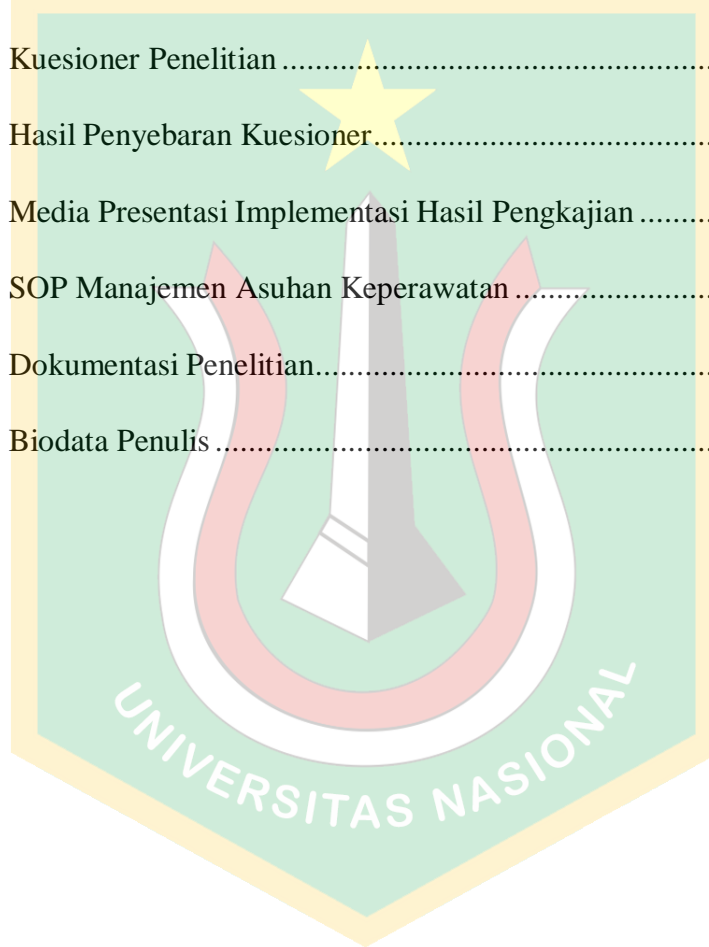 Kuesioner Penelitian ......................................................
Hasil Penyebaran Kuesioner...........................................
Media Presentasi Implementasi Hasil Pengkajian .........
SOP Manajemen Asuhan Keperawatan .........................
Dokumentasi Penelitian..................................................
Biodata Penulis ..............................................................
UNIVERSITAS NASIONAL